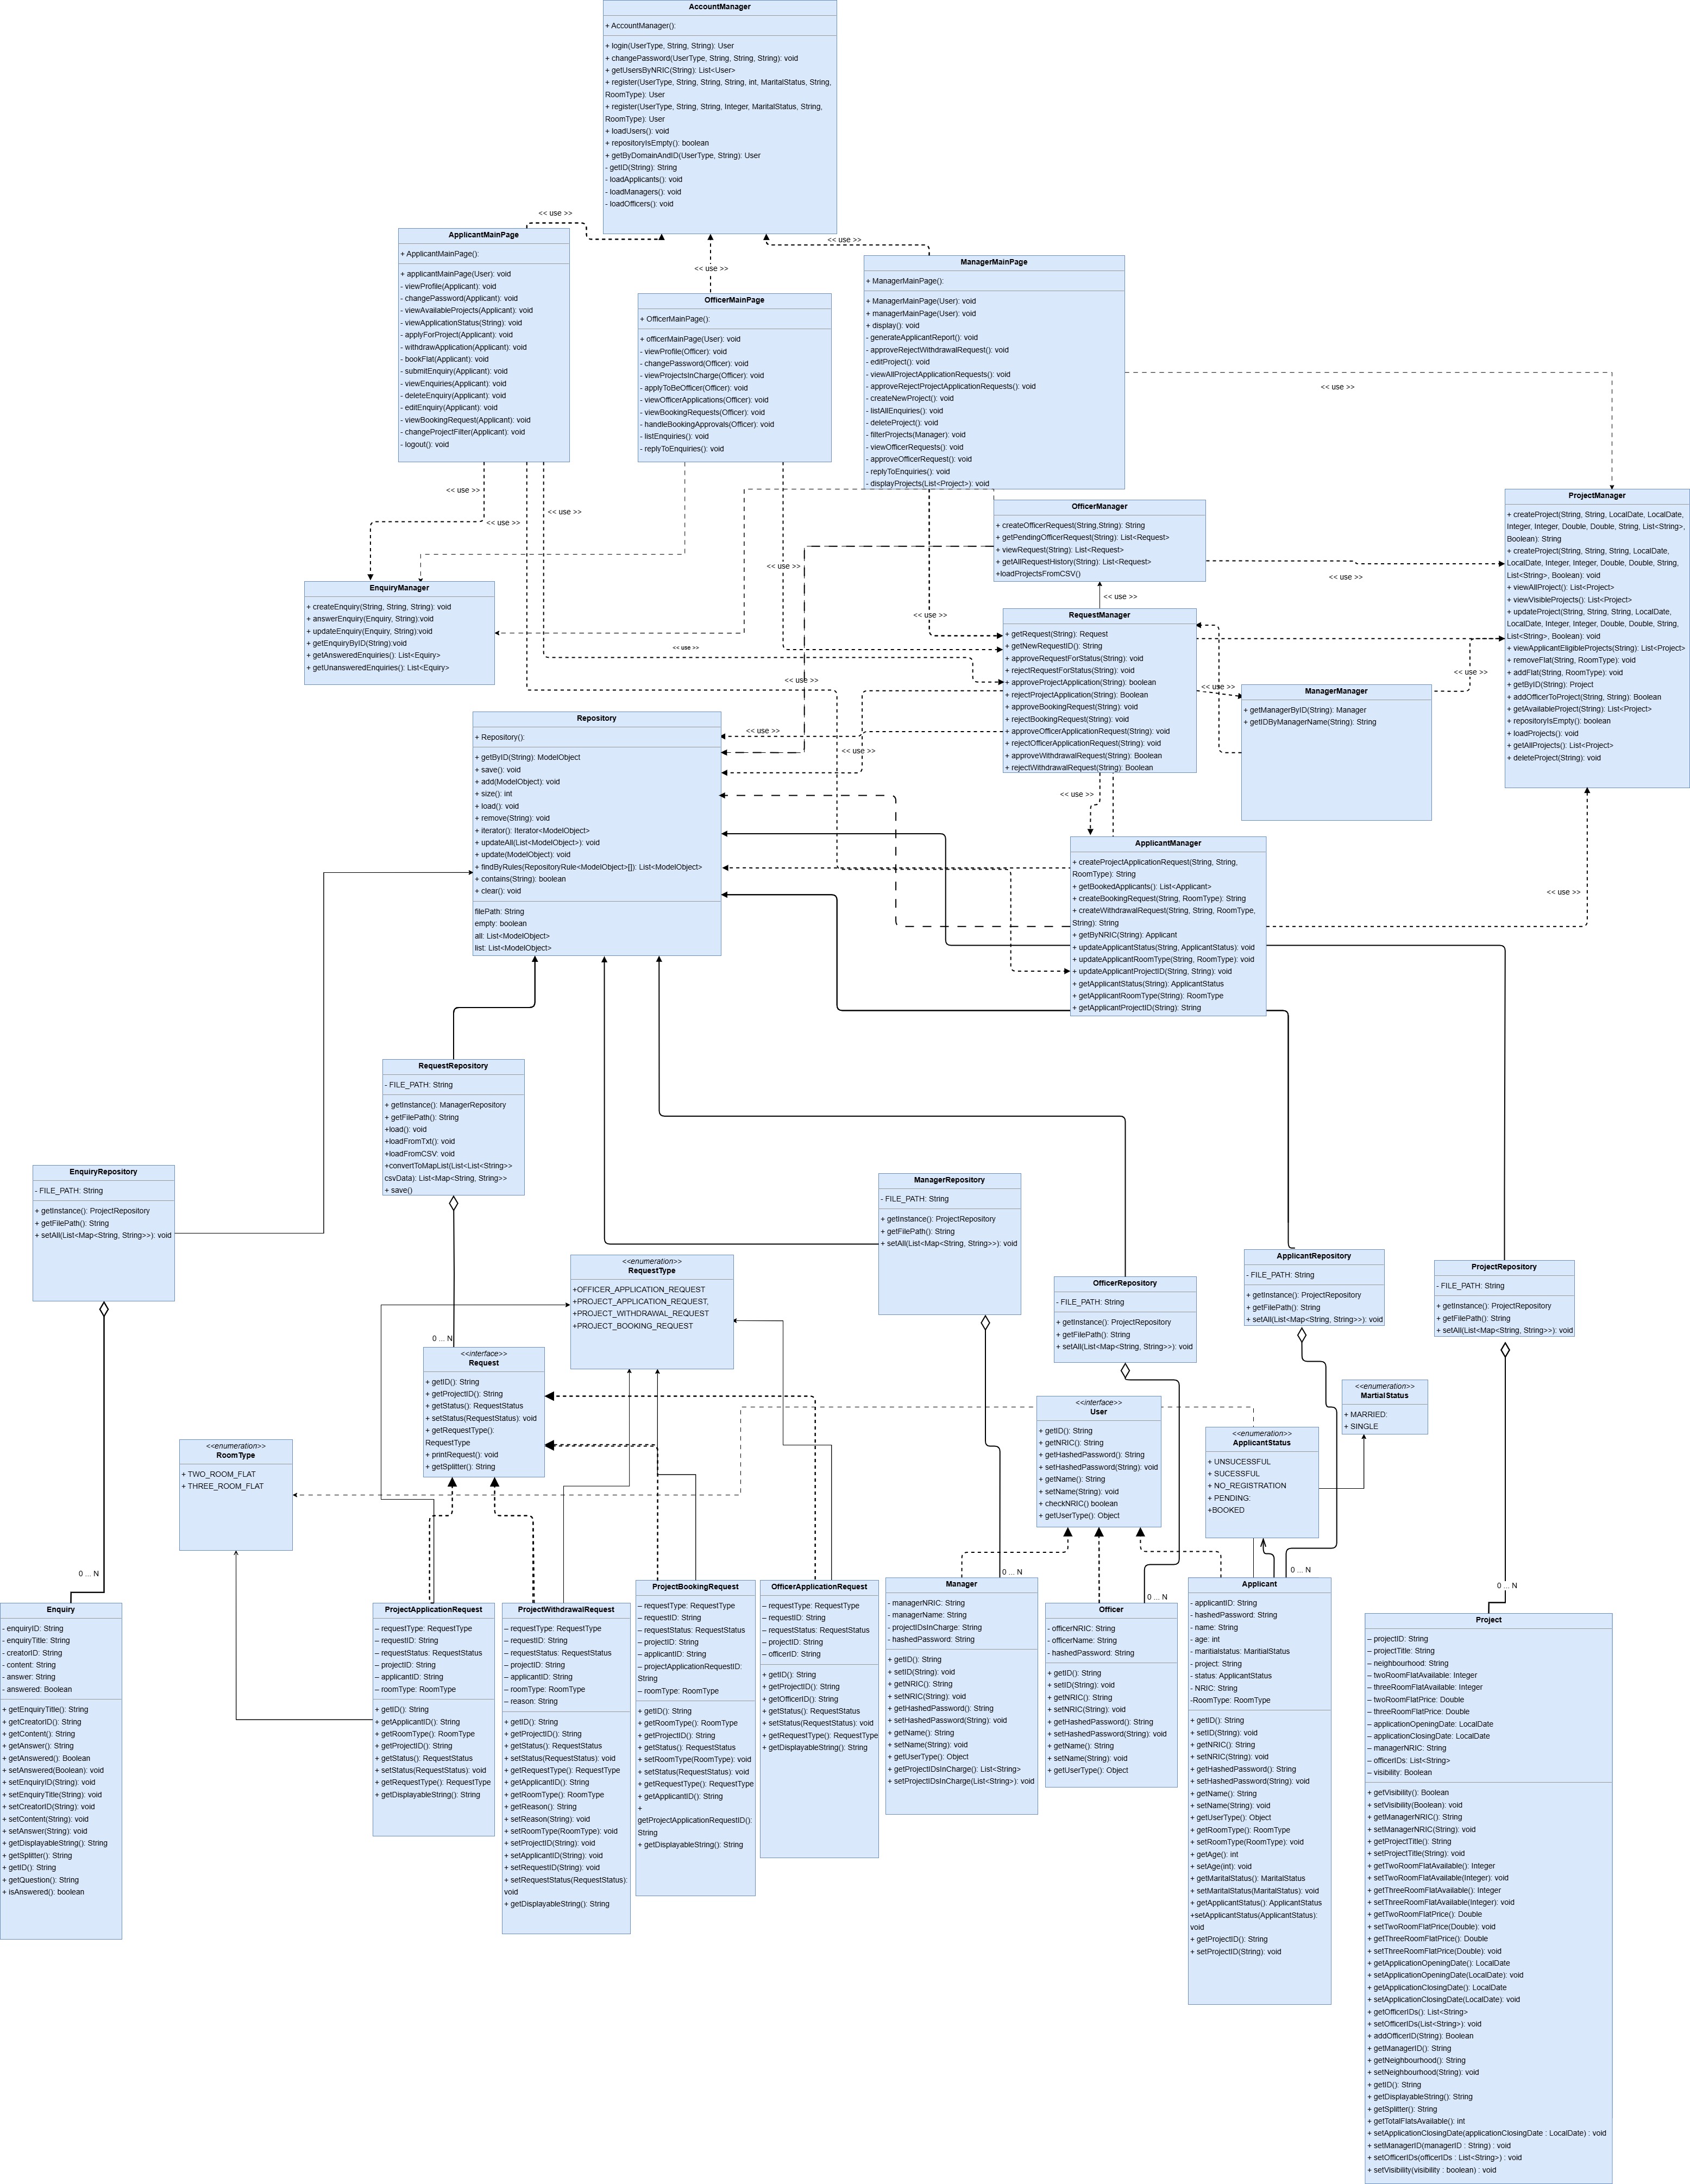 AccountManager
+ AccountManager():
+ login(UserType, String, String): User
+ changePassword(UserType, String, String, String): void
+ getUsersByNRIC(String): List<User>
+ register(UserType, String, String, String, int, MaritalStatus, String,
RoomType): User
+ register(UserType, String, String, Integer, MaritalStatus, String,
RoomType): User
+ loadUsers(): void
+ repositoryIsEmpty(): boolean
+ getByDomainAndID(UserType, String): User
- getID(String): String
- loadApplicants(): void
- loadManagers(): void
- loadOfficers(): void
<< use >>
<< use >>
<< use >>
ApplicantMainPage
+ ApplicantMainPage():
+ applicantMainPage(User): void
- viewProfile(Applicant): void
- changePassword(Applicant): void
- viewAvailableProjects(Applicant): void
- viewApplicationStatus(String): void
- applyForProject(Applicant): void
- withdrawApplication(Applicant): void
- bookFlat(Applicant): void
- submitEnquiry(Applicant): void
- viewEnquiries(Applicant): void
- deleteEnquiry(Applicant): void
- editEnquiry(Applicant): void
- viewBookingRequest(Applicant): void
- changeProjectFilter(Applicant): void
- logout(): void
OfficerMainPage
+ OfficerMainPage():
+ officerMainPage(User): void
- viewProfile(Officer): void
- changePassword(Officer): void
- viewProjectsInCharge(Officer): void
- applyToBeOfficer(Officer): void
- viewOfficerApplications(Officer): void
- viewBookingRequests(Officer): void
- handleBookingApprovals(Officer): void
- listEnquiries(): void
- replyToEnquiries(): void
ManagerMainPage
+ ManagerMainPage():
+ ManagerMainPage(User): void
+ managerMainPage(User): void
+ display(): void
- generateApplicantReport(): void
- approveRejectWithdrawalRequest(): void
- editProject(): void
- viewAllProjectApplicationRequests(): void
- approveRejectProjectApplicationRequests(): void
- createNewProject(): void
- listAllEnquiries(): void
- deleteProject(): void
- filterProjects(Manager): void
- viewOfficerRequests(): void
- approveOfficerRequest(): void
- replyToEnquiries(): void
- displayProjects(List<Project>): void
<< use >>
<< use >>
<< use >>
<< use >>
OfficerManager
+ createOfficerRequest(String,String): String
+ getPendingOfficerRequest(String): List<Request>
+ viewRequest(String): List<Request>
+ getAllRequestHistory(String): List<Request>
+loadProjectsFromCSV()
ProjectManager
+ createProject(String, String, LocalDate, LocalDate,
Integer, Integer, Double, Double, String, List<String>,
Boolean): String
+ createProject(String, String, String, LocalDate,
LocalDate, Integer, Integer, Double, Double, String,
List<String>, Boolean): void
+ viewAllProject(): List<Project>
+ viewVisibleProjects(): List<Project>
+ updateProject(String, String, String, LocalDate,
LocalDate, Integer, Integer, Double, Double, String,
List<String>, Boolean): void
+ viewApplicantEligibleProjects(String): List<Project>
+ removeFlat(String, RoomType): void
+ addFlat(String, RoomType): void
+ getByID(String): Project
+ addOfficerToProject(String, String): Boolean
+ getAvailableProject(String): List<Project>
+ repositoryIsEmpty(): boolean
+ loadProjects(): void
+ getAllProjects(): List<Project>
+ deleteProject(String): void
<< use >>
<< use >>
<< use >>
<< use >>
<< use >>
EnquiryManager
+ createEnquiry(String, String, String): void
+ answerEnquiry(Enquiry, String):void
+ updateEnquiry(Enquiry, String):void
+ getEnquiryByID(String):void
+ getAnsweredEnquiries(): List<Equiry>
+ getUnansweredEnquiries(): List<Equiry>
RequestManager
+ getRequest(String): Request
+ getNewRequestID(): String
+ approveRequestForStatus(String): void
+ rejectRequestForStatus(String): void
+ approveProjectApplication(String): boolean
+ rejectProjectApplication(String): Boolean
+ approveBookingRequest(String): void
+ rejectBookingRequest(String): void
+ approveOfficerApplicationRequest(String): void
+ rejectOfficerApplicationRequest(String): void
+ approveWithdrawalRequest(String): Boolean
+ rejectWithdrawalRequest(String): Boolean
<< use >>
<< use >>
<< use >>
ManagerManager
+ getManagerByID(String): Manager
+ getIDByManagerName(String): String
<< use >>
<< use >>
<< use >>
<< use >>
Repository
+ Repository():
+ getByID(String): ModelObject
+ save(): void
+ add(ModelObject): void
+ size(): int
+ load(): void
+ remove(String): void
+ iterator(): Iterator<ModelObject>
+ updateAll(List<ModelObject>): void
+ update(ModelObject): void
+ findByRules(RepositoryRule<ModelObject>[]): List<ModelObject>
+ contains(String): boolean
+ clear(): void
filePath: String
empty: boolean
all: List<ModelObject>
list: List<ModelObject>
ApplicantManager
+ createProjectApplicationRequest(String, String,
RoomType): String
+ getBookedApplicants(): List<Applicant>
+ createBookingRequest(String, RoomType): String
+ createWithdrawalRequest(String, String, RoomType,
String): String
+ getByNRIC(String): Applicant
+ updateApplicantStatus(String, ApplicantStatus): void
+ updateApplicantRoomType(String, RoomType): void
+ updateApplicantProjectID(String, String): void
+ getApplicantStatus(String): ApplicantStatus
+ getApplicantRoomType(String): RoomType
+ getApplicantProjectID(String): String
RequestRepository
- FILE_PATH: String
+ getInstance(): ManagerRepository
+ getFilePath(): String
+load(): void
+loadFromTxt(): void
+loadFromCSV: void
+convertToMapList(List<List<String>>
csvData): List<Map<String, String>>
+ save()
EnquiryRepository
- FILE_PATH: String
+ getInstance(): ProjectRepository
+ getFilePath(): String
+ setAll(List<Map<String, String>>): void
ManagerRepository
- FILE_PATH: String
+ getInstance(): ProjectRepository
+ getFilePath(): String
+ setAll(List<Map<String, String>>): void
OfficerRepository
- FILE_PATH: String
+ getInstance(): ProjectRepository
+ getFilePath(): String
+ setAll(List<Map<String, String>>): void
ApplicantRepository
- FILE_PATH: String
+ getInstance(): ProjectRepository
+ getFilePath(): String
+ setAll(List<Map<String, String>>): void
ProjectRepository
- FILE_PATH: String
+ getInstance(): ProjectRepository
+ getFilePath(): String
+ setAll(List<Map<String, String>>): void
<<enumeration>>
RequestType
+OFFICER_APPLICATION_REQUEST
+PROJECT_APPLICATION_REQUEST,
+PROJECT_WITHDRAWAL_REQUEST
+PROJECT_BOOKING_REQUEST
0 ... N
<<interface>>
Request
+ getID(): String
+ getProjectID(): String
+ getStatus(): RequestStatus
+ setStatus(RequestStatus): void
+ getRequestType():
RequestType
+ printRequest(): void
+ getSplitter(): String
<<enumeration>>
RoomType
+ TWO_ROOM_FLAT
+ THREE_ROOM_FLAT
<<interface>>
User
+ getID(): String
+ getNRIC(): String
+ getHashedPassword(): String
+ setHashedPassword(String): void
+ getName(): String
+ setName(String): void
+ checkNRIC() boolean
+ getUserType(): Object
<<enumeration>>
MartialStatus
+ MARRIED:
+ SINGLE
<<enumeration>>
ApplicantStatus
+ UNSUCCESSFUL
+ SUCESSFUL
+ NO_REGISTRATION
+ PENDING:
+BOOKED
0 ... N
0 ... N
0 ... N
0 ... N
0 ... N
Enquiry
- enquiryID: String
- enquiryTitle: String
- creatorID: String
- content: String
- answer: String
- answered: Boolean
+ getEnquiryTitle(): String
+ getCreatorID(): String
+ getContent(): String
+ getAnswer(): String
+ getAnswered(): Boolean
+ setAnswered(Boolean): void
+ setEnquiryID(String): void
+ setEnquiryTitle(String): void
+ setCreatorID(String): void
+ setContent(String): void
+ setAnswer(String): void
+ getDisplayableString(): String
+ getSplitter(): String
+ getID(): String
+ getQuestion(): String
+ isAnswered(): boolean
ProjectApplicationRequest
– requestType: RequestType
– requestID: String
– requestStatus: RequestStatus
– projectID: String
– applicantID: String
– roomType: RoomType
+ getID(): String
+ getApplicantID(): String
+ getRoomType(): RoomType
+ getProjectID(): String
+ getStatus(): RequestStatus
+ setStatus(RequestStatus): void
+ getRequestType(): RequestType
+ getDisplayableString(): String
ProjectWithdrawalRequest
– requestType: RequestType
– requestID: String
– requestStatus: RequestStatus
– projectID: String
– applicantID: String
– roomType: RoomType
– reason: String
+ getID(): String
+ getProjectID(): String
+ getStatus(): RequestStatus
+ setStatus(RequestStatus): void
+ getRequestType(): RequestType
+ getApplicantID(): String
+ getRoomType(): RoomType
+ getReason(): String
+ setReason(String): void
+ setRoomType(RoomType): void
+ setProjectID(String): void
+ setApplicantID(String): void
+ setRequestID(String): void
+ setRequestStatus(RequestStatus):
void
+ getDisplayableString(): String
ProjectBookingRequest
– requestType: RequestType
– requestID: String
– requestStatus: RequestStatus
– projectID: String
– applicantID: String
– projectApplicationRequestID:
String
– roomType: RoomType
+ getID(): String
+ getRoomType(): RoomType
+ getProjectID(): String
+ getStatus(): RequestStatus
+ setRoomType(RoomType): void
+ setStatus(RequestStatus): void
+ getRequestType(): RequestType
+ getApplicantID(): String
+
getProjectApplicationRequestID():
String
+ getDisplayableString(): String
OfficerApplicationRequest
– requestType: RequestType
– requestID: String
– requestStatus: RequestStatus
– projectID: String
– officerID: String
+ getID(): String
+ getProjectID(): String
+ getOfficerID(): String
+ getStatus(): RequestStatus
+ setStatus(RequestStatus): void
+ getRequestType(): RequestType
+ getDisplayableString(): String
Manager
- managerNRIC: String
- managerName: String
- projectIDsInCharge: String
- hashedPassword: String
+ getID(): String
+ setID(String): void
+ getNRIC(): String
+ setNRIC(String): void
+ getHashedPassword(): String
+ setHashedPassword(String): void
+ getName(): String
+ setName(String): void
+ getUserType(): Object
+ getProjectIDsInCharge(): List<String>
+ setProjectIDsInCharge(List<String>): void
Officer
- officerNRIC: String
- officerName: String
- hashedPassword: String
+ getID(): String
+ setID(String): void
+ getNRIC(): String
+ setNRIC(String): void
+ getHashedPassword(): String
+ setHashedPassword(String): void
+ getName(): String
+ setName(String): void
+ getUserType(): Object
Applicant
- applicantID: String
- hashedPassword: String
- name: String
- age: int
- maritialstatus: MaritialStatus
- project: String
- status: ApplicantStatus
- NRIC: String
-RoomType: RoomType
+ getID(): String
+ setID(String): void
+ getNRIC(): String
+ setNRIC(String): void
+ getHashedPassword(): String
+ setHashedPassword(String): void
+ getName(): String
+ setName(String): void
+ getUserType(): Object
+ getRoomType(): RoomType
+ setRoomType(RoomType): void
+ getAge(): int
+ setAge(int): void
+ getMaritalStatus(): MaritalStatus
+ setMaritalStatus(MaritalStatus): void
+ getApplicantStatus(): ApplicantStatus
+setApplicantStatus(ApplicantStatus):
void
+ getProjectID(): String
+ setProjectID(String): void
Project
– projectID: String
– projectTitle: String
– neighbourhood: String
– twoRoomFlatAvailable: Integer
– threeRoomFlatAvailable: Integer
– twoRoomFlatPrice: Double
– threeRoomFlatPrice: Double
– applicationOpeningDate: LocalDate
– applicationClosingDate: LocalDate
– managerNRIC: String
– officerIDs: List<String>
– visibility: Boolean
+ getVisibility(): Boolean
+ setVisibility(Boolean): void
+ getManagerNRIC(): String
+ setManagerNRIC(String): void
+ getProjectTitle(): String
+ setProjectTitle(String): void
+ getTwoRoomFlatAvailable(): Integer
+ setTwoRoomFlatAvailable(Integer): void
+ getThreeRoomFlatAvailable(): Integer
+ setThreeRoomFlatAvailable(Integer): void
+ getTwoRoomFlatPrice(): Double
+ setTwoRoomFlatPrice(Double): void
+ getThreeRoomFlatPrice(): Double
+ setThreeRoomFlatPrice(Double): void
+ getApplicationOpeningDate(): LocalDate
+ setApplicationOpeningDate(LocalDate): void
+ getApplicationClosingDate(): LocalDate
+ setApplicationClosingDate(LocalDate): void
+ getOfficerIDs(): List<String>
+ setOfficerIDs(List<String>): void
+ addOfficerID(String): Boolean
+ getManagerID(): String
+ getNeighbourhood(): String
+ setNeighbourhood(String): void
+ getID(): String
+ getDisplayableString(): String
+ getSplitter(): String
+ getTotalFlatsAvailable(): int
+ setApplicationClosingDate(applicationClosingDate : LocalDate) : void
+ setManagerID(managerID : String) : void
+ setOfficerIDs(officerIDs : List<String>) : void
+ setVisibility(visibility : boolean) : void